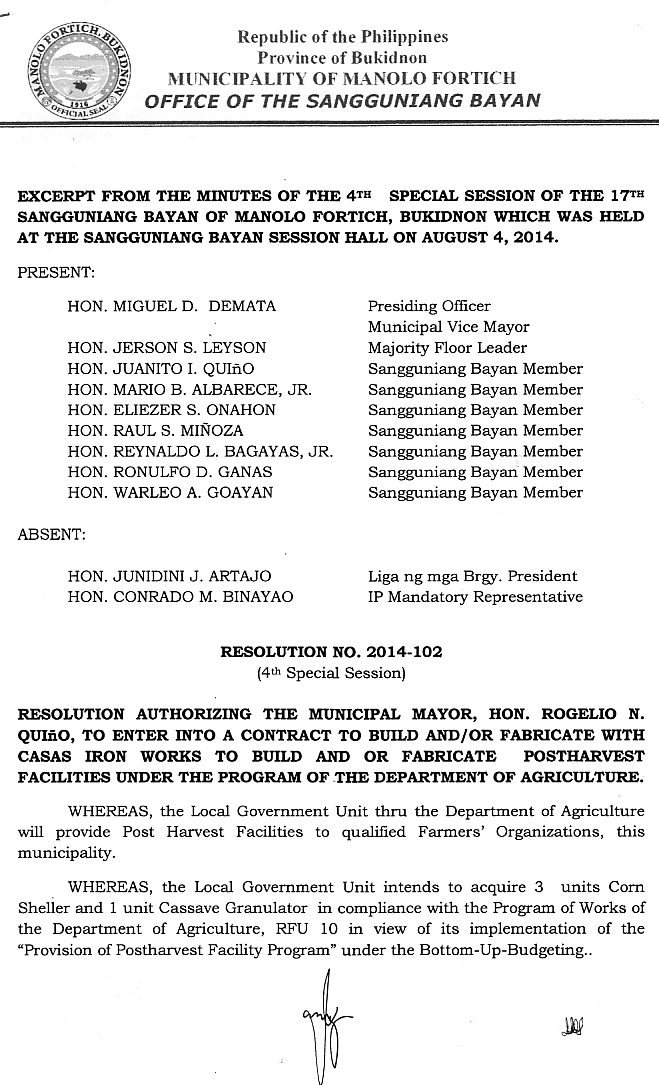 MANOLO FORTICH, BUKIDNON
1916
OFFICIAL SEAL
Republic of the Philippines
Province of Bukidnon
MUNICIPALITY OF MANOLO FORTICH
OFFICE OF THE SANGGUNIANG BAYAN
EXCERPT FROM THE MINUTES OF THE 4TH SPECIAL SESSION OF THE 17TH
SANGGUNIANG BAYAN OF MANOLO FORTICH, BUKIDNON WHICH WAS HELD
AT THE SANGGUNIANG BAYAN SESSION HALL ON AUGUST 4, 2014.
PRESENT:
HON. MIGUEL D. DEMATA Presiding Officer
Municipal Vice Mayor
HON. JERSON S. LEYSON Majority Floor Leader
HON. JUANITO I. QUIñO Sangguniang Bayan Member
HON. MARIO B. ALBARECE, JR. Sangguniang Bayan Member
HON. ELIEZER S. ONAHON Sangguniang Bayan Member
HON. RAUL S. MIÑOZA Sangguniang Bayan Member
HON. REYNALDO L. BAGAYAS, JR. Sangguniang Bayan Member
HON. RONULFO D. GANAS Sangguniang Bayan Member
HON. WARLEO A. GOAYAN Sangguniang Bayan Member
ABSENT:
HON. JUNIDINI J. ARTAJO Liga ng mga Brgy. President
HON. CONRADO M. BINAYAO IP Mandatory Representative
RESOLUTION NO. 2014-102
(4th Special Session)
RESOLUTION AUTHORIZING THE MUNICIPAL MAYOR, HON. ROGELIO N.
QUIñO, TO ENTER INTO A CONTRACT TO BUILD AND/OR FABRICATE WITH
CASAS IRON WORKS TO BUILD AND OR FABRICATE POSTHARVEST
FACILITIES UNDER THE PROGRAM OF THE DEPARTMENT OF AGRICULTURE.
WHEREAS, the Local Government Unit thru the Department of Agriculture
will provide Post Harvest Facilities to qualified Farmers' Organizations, this
municipality.
WHEREAS, the Local Government Unit intends to acquire 3 units Corn
Sheller and 1 unit Cassave Granulator in compliance with the Program of Works of
the Department of Agriculture, RFU 10 in view of its implementation of the
"Provision of Postharvest Facility Program" under the Bottom-Up-Budgeting..